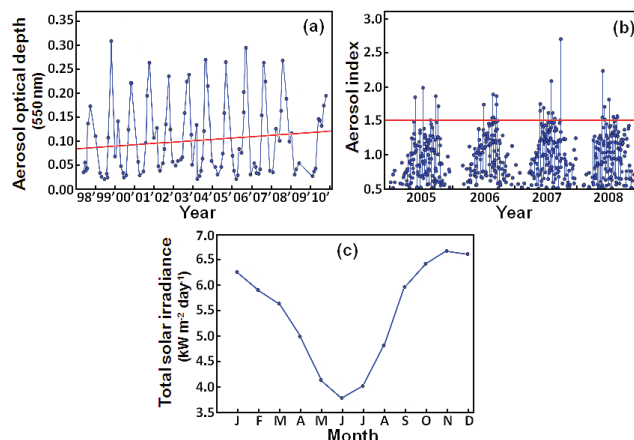 (a)
Aerosol optical depth
(550 nm)
0.35
0.30
0.25
0.20
0.15
0.10
0.05
0.00
98'99'00'01'02'03'04'05'06'07'08'09'10'
Year
(b)
Aerosol index
3.0
2.5
2.0
1.5
1.0
0.5
2005 2006 2007 2008
Year
(c)
Total solar irradiance
(kW m-2 day-1)
7.0
6.5
6.0
5.5
5.0
4.5
4.0
3.5
J F M A M J J A S O N D
Month